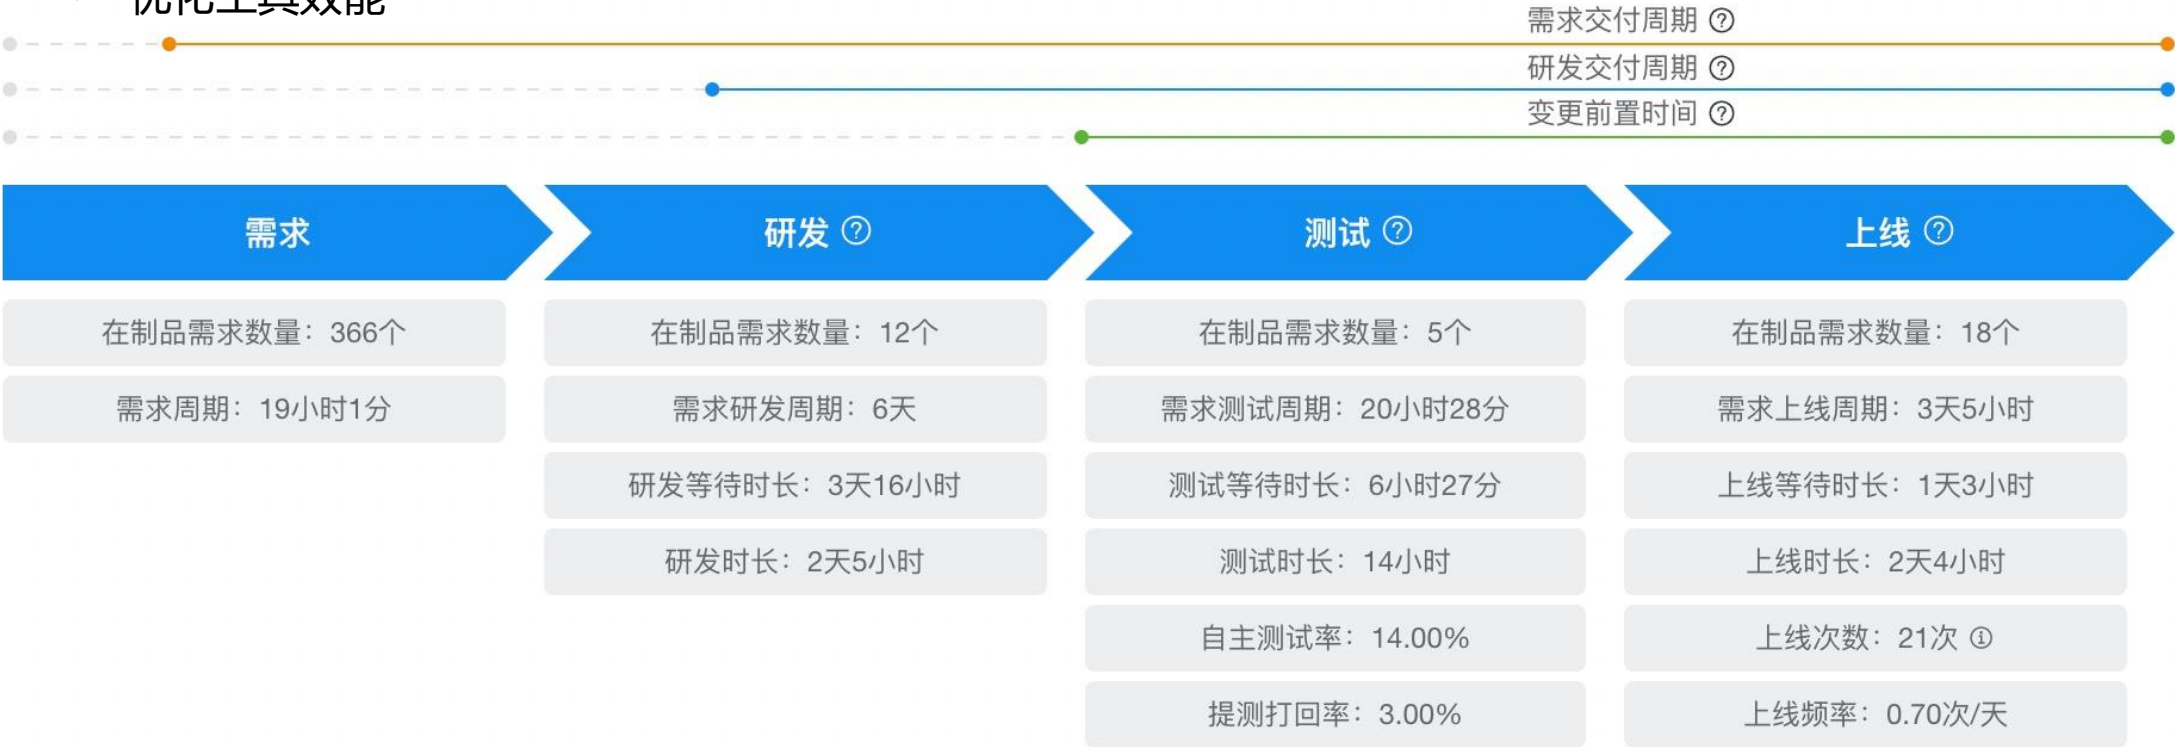 优化工具效能
需求交付周期
研发交付周期
变更前置时间
需求
研发
测试
上线
在制品需求数量：366个
在制品需求数量：12个
在制品需求数量：5个
在制品需求数量：18个
需求周期：19小时1分
需求研发周期：6天
需求测试周期：20小时28分
需求上线周期：3天5小时
研发等待时长：3天16小时
测试等待时长：6小时27分
上线等待时长：1天3小时
研发时长：2天5小时
测试时长：14小时
上线时长：2天4小时
自主测试率：14.00%
上线次数：21次
提测打回率：3.00%
上线频率：0.70次/天